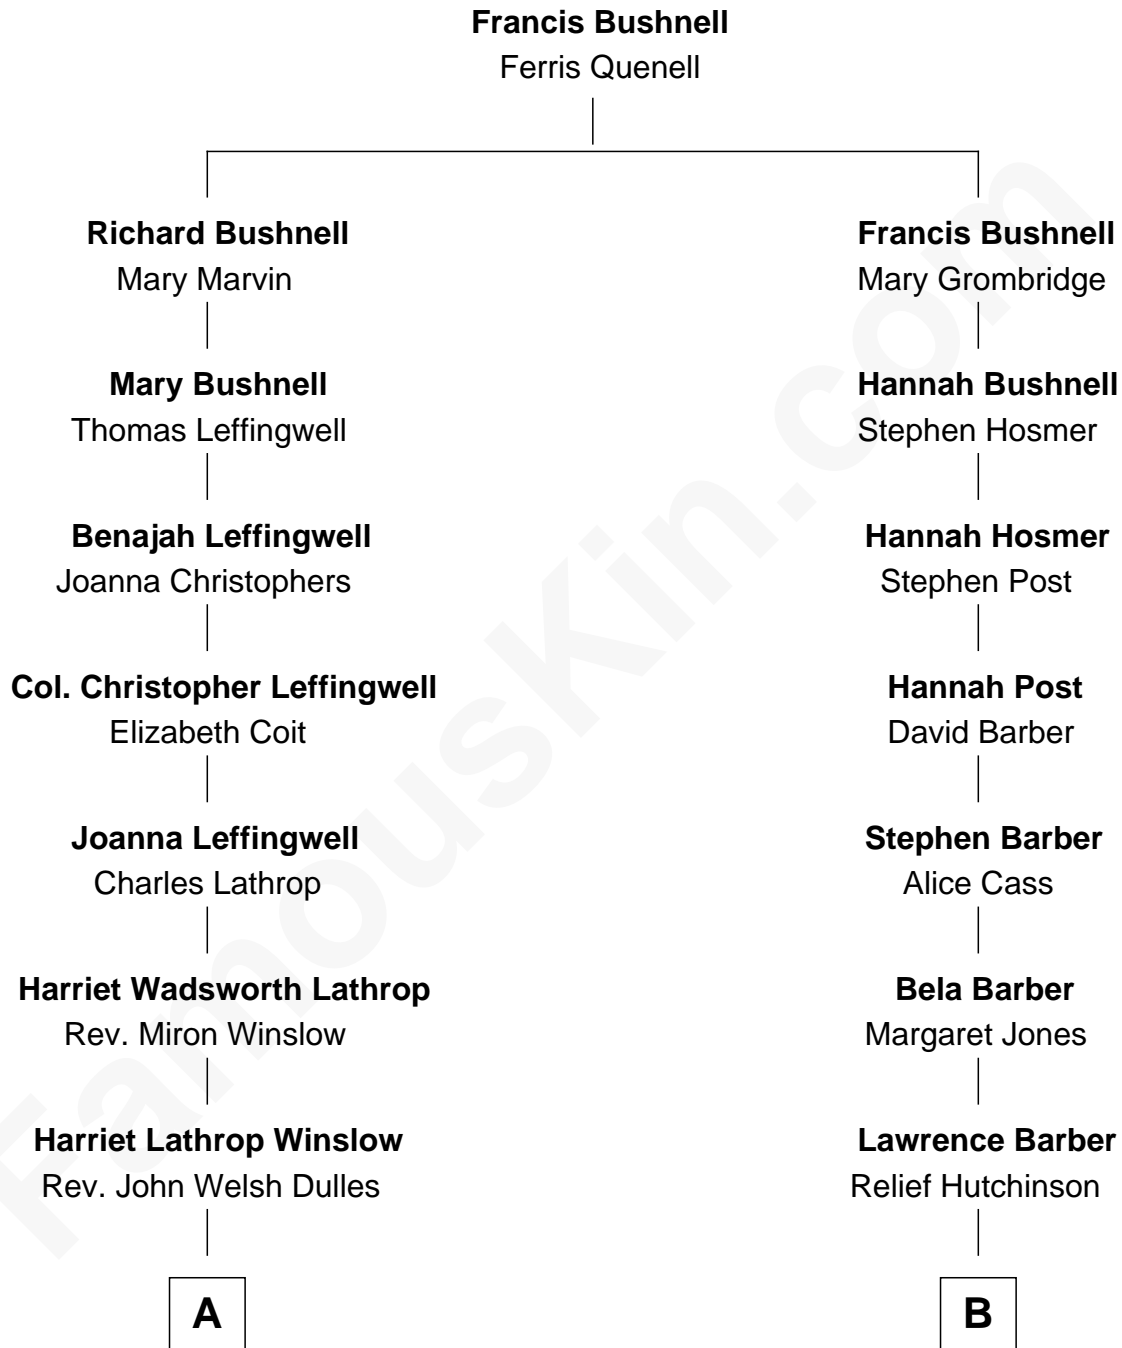 Francis Bushnell
Ferris Quenell
Richard Bushnell
Mary Marvin
Francis Bushnell
Mary Grombridge
Mary Bushnell
Thomas Leffingwell
Hannah Bushnell
Stephen Hosmer
Benajah Leffingwell
Joanna Christophers
Hannah Hosmer
Stephen Post
Col. Christopher Leffingwell
Elizabeth Coit
Hannah Post
David Barber
Joanna Leffingwell
Charles Lathrop
Stephen Barber
Alice Cass
Harriet Wadsworth Lathrop
Rev. Miron Winslow
Bela Barber
Margaret Jones
Harriet Lathrop Winslow
Rev. John Welsh Dulles
Lawrence Barber
Relief Hutchinson
A
B
FamousKin.com